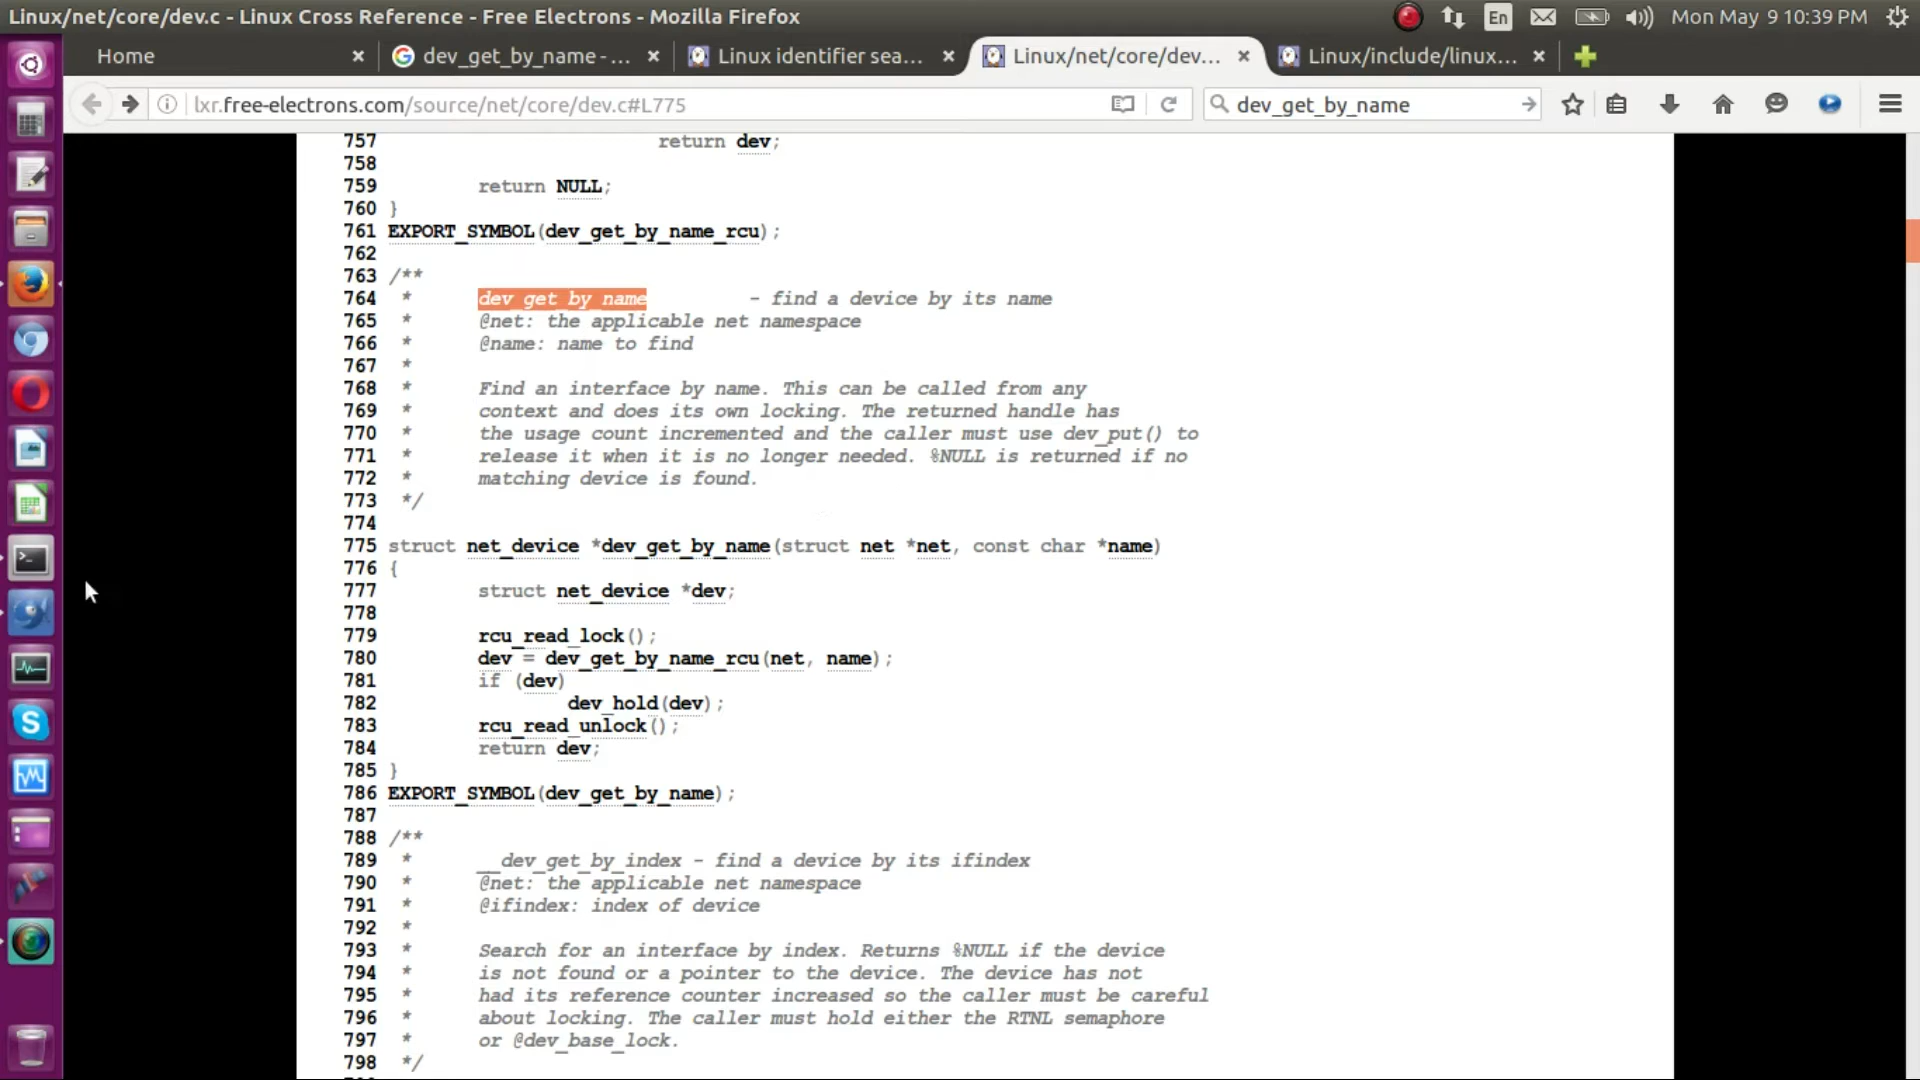 Linux/net/core/dev.c - Linux Cross Reference - Free Electrons - Mozilla Firefox
En
Mon May 9 10:39 PM
Home
dev_get_by_name - ...
Linux identifier sea...
Linux/net/core/dev...
Linux/include/linux...
lxr.free-electrons.com/source/net/core/dev.c#L775
dev_get_by_name
757 return dev;
758
759 return NULL;
760 }
761 EXPORT_SYMBOL(dev_get_by_name_rcu);
762
763 /**
764 * dev_get_by_name - find a device by its name
765 * @net: the applicable net namespace
766 * @name: name to find
767 *
768 * Find an interface by name. This can be called from any
769 * context and does its own locking. The returned handle has
770 * the usage count incremented and the caller must use dev_put() to
771 * release it when it is no longer needed. %NULL is returned if no
772 * matching device is found.
773 */
774
775 struct net_device *dev_get_by_name(struct net *net, const char *name)
776 {
777 struct net_device *dev;
778
779 rcu_read_lock();
780 dev = dev_get_by_name_rcu(net, name);
781 if (dev)
782 dev_hold(dev);
783 rcu_read_unlock();
784 return dev;
785 }
786 EXPORT_SYMBOL(dev_get_by_name);
787
788 /**
789 * __dev_get_by_index - find a device by its ifindex
790 * @net: the applicable net namespace
791 * @ifindex: index of device
792 *
793 * Search for an interface by index. Returns %NULL if the device
794 * is not found or a pointer to the device. The device has not
795 * had its reference counter increased so the caller must be careful
796 * about locking. The caller must hold either the RTNL semaphore
797 * or @dev_base_lock.
798 */